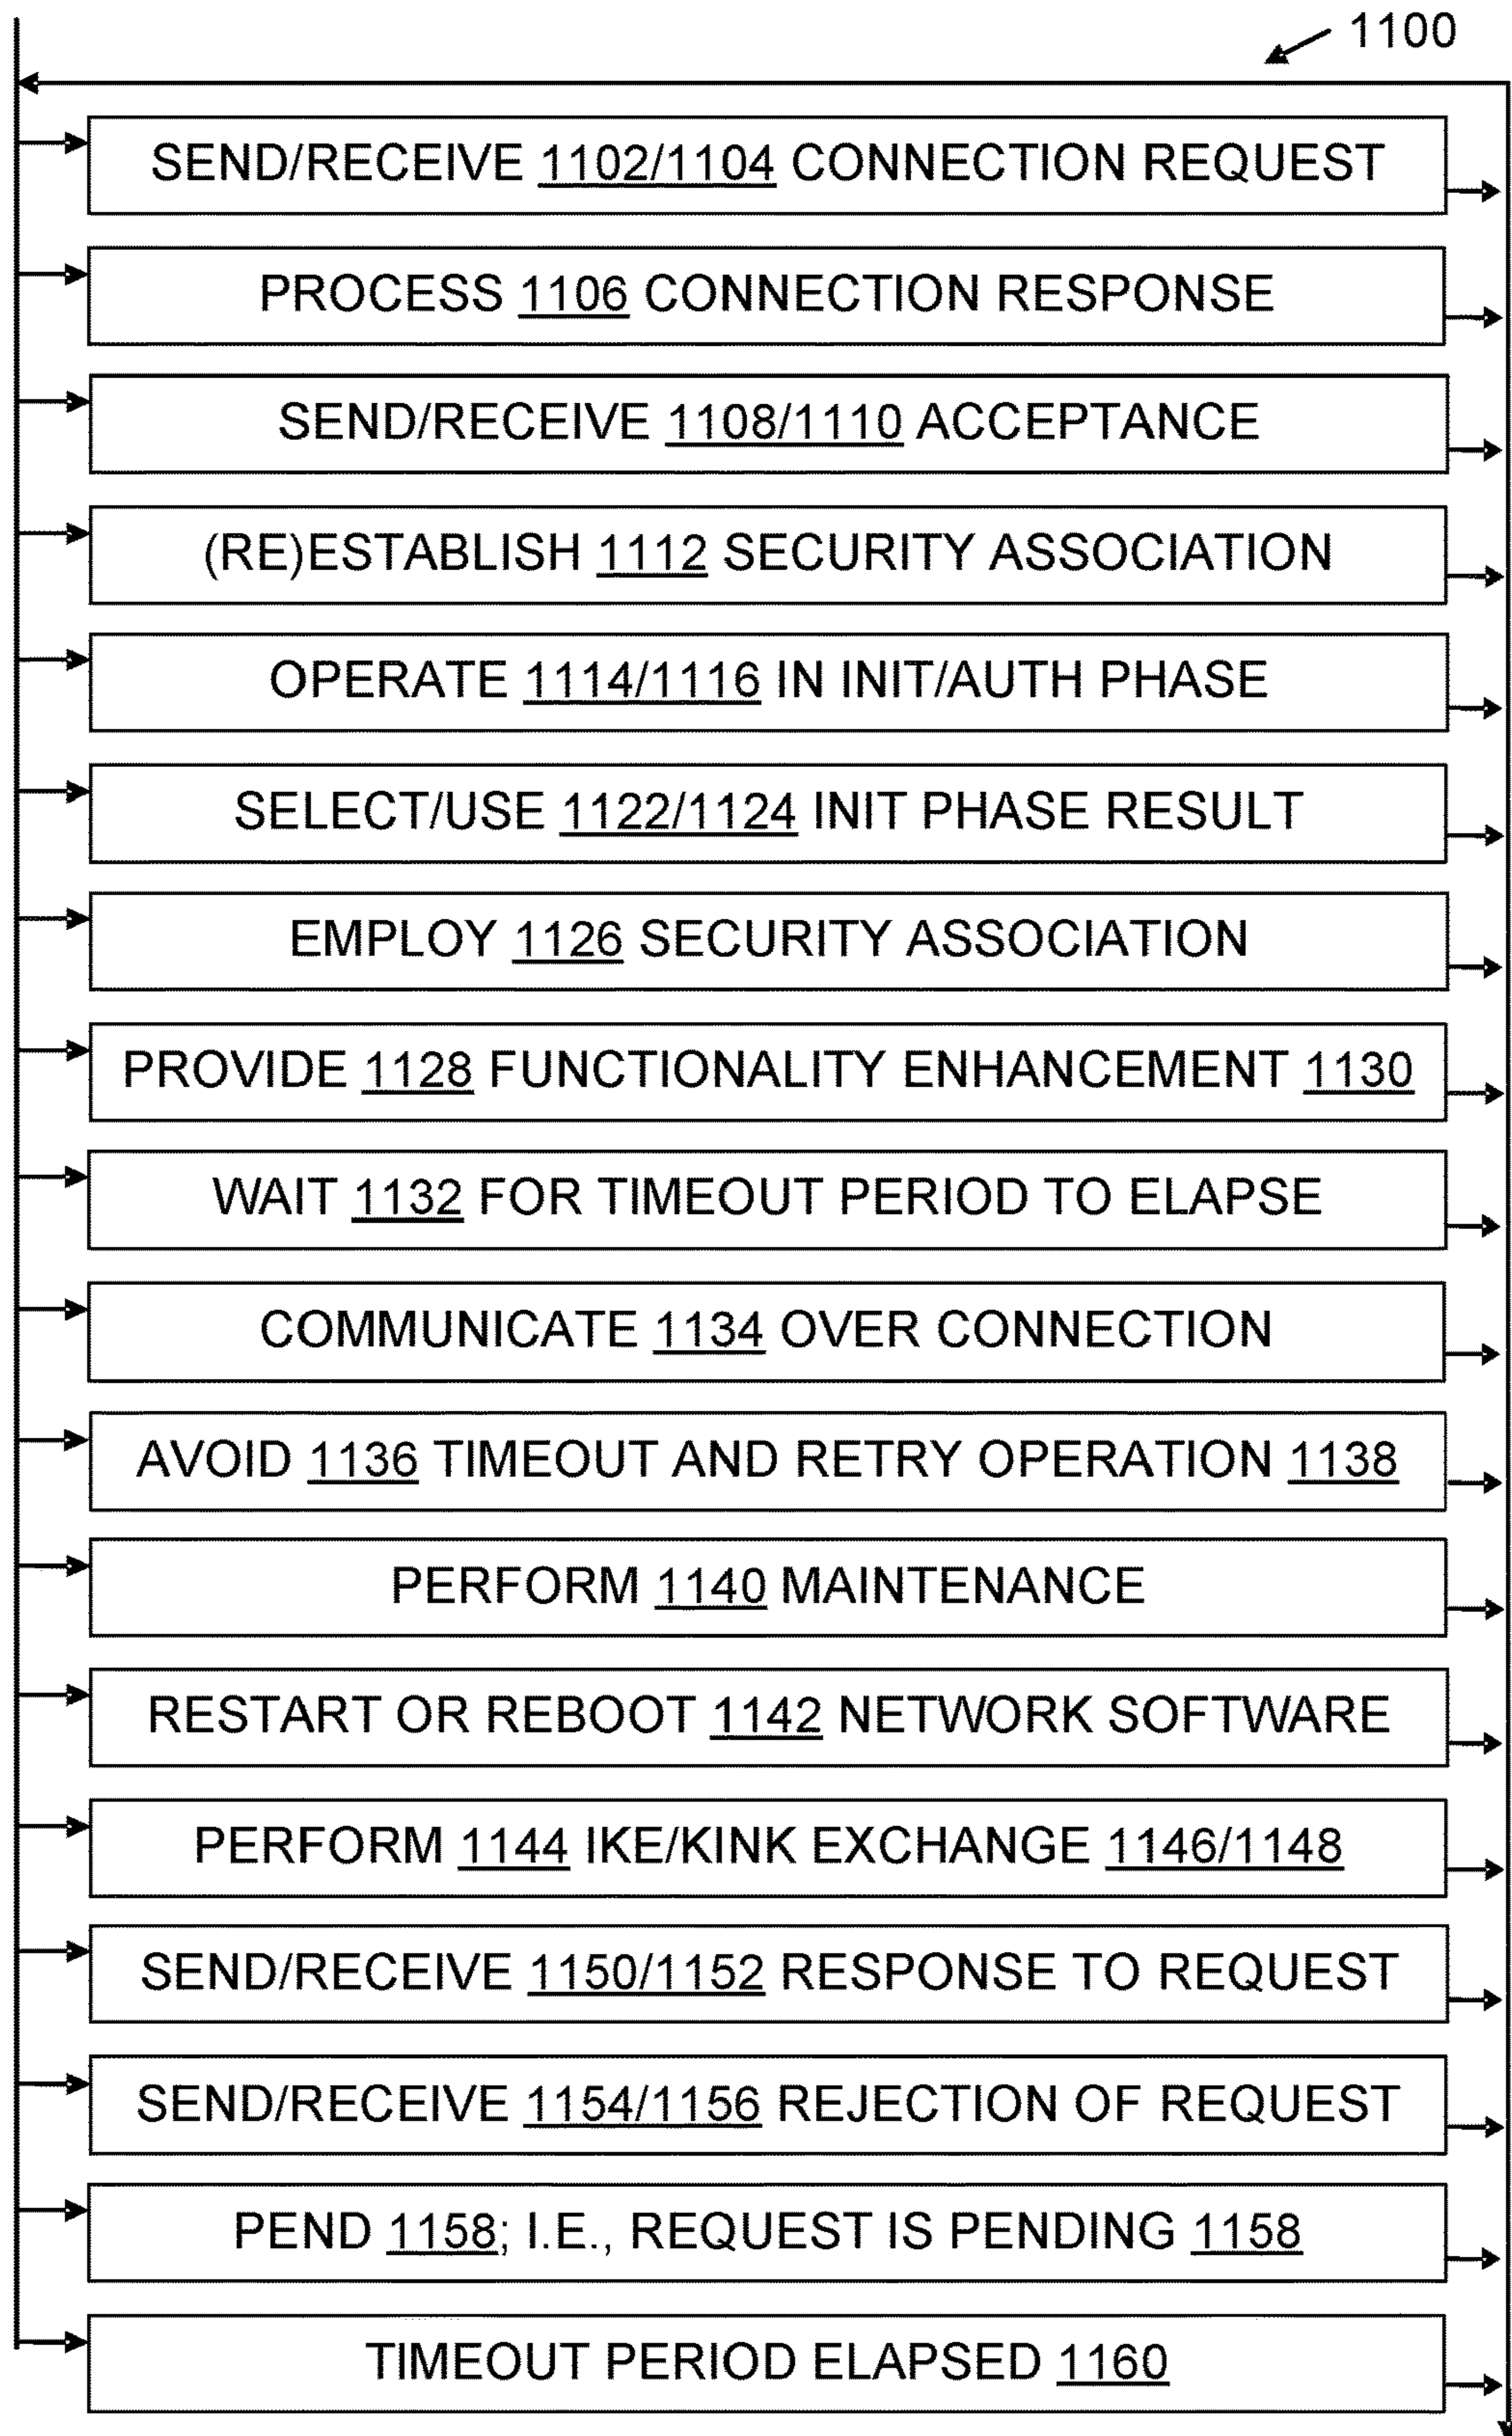 1100
SEND/RECEIVE 1102/1104 CONNECTION REQUEST
PROCESS 1106 CONNECTION RESPONSE
SEND/RECEIVE 1108/1110 ACCEPTANCE
(RE)ESTABLISH 1112 SECURITY ASSOCIATION
OPERATE 1114/1116 IN INIT/AUTH PHASE
SELECT/USE 1122/1124 INIT PHASE RESULT
EMPLOY 1126 SECURITY ASSOCIATION
PROVIDE 1128 FUNCTIONALITY ENHANCEMENT 1130
WAIT 1132 FOR TIMEOUT PERIOD TO ELAPSE
COMMUNICATE 1134 OVER CONNECTION
AVOID 1136 TIMEOUT AND RETRY OPERATION 1138
PERFORM 1140 MAINTENANCE
RESTART OR REBOOT 1142 NETWORK SOFTWARE
PERFORM 1144 IKE/KINK EXCHANGE 1146/1148
SEND/RECEIVE 1150/1152 RESPONSE TO REQUEST
SEND/RECEIVE 1154/1156 REJECTION OF REQUEST
PEND 1158; I.E., REQUEST IS PENDING 1158
TIMEOUT PERIOD ELAPSED 1160